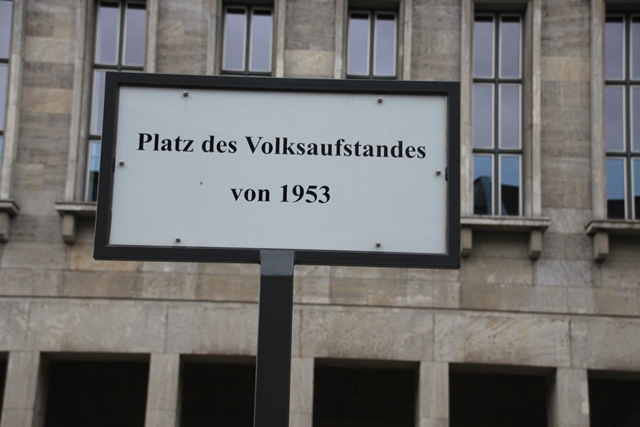 Platz des Volksaufstandes
von 1953